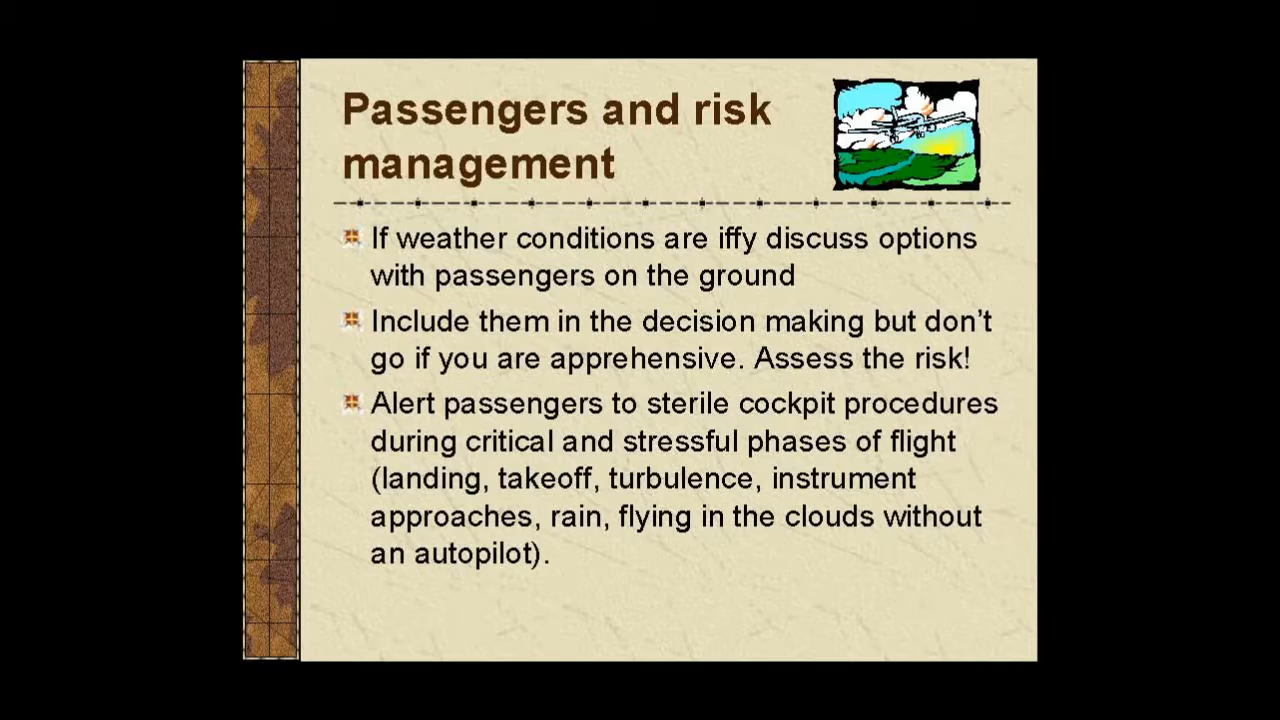 Passengers and risk
management
If weather conditions are iffy discuss options
with passengers on the ground
Include them in the decision making but don’t
go if you are apprehensive. Assess the risk!
Alert passengers to sterile cockpit procedures
during critical and stressful phases of flight
(landing, takeoff, turbulence, instrument
approaches, rain, flying in the clouds without
an autopilot).